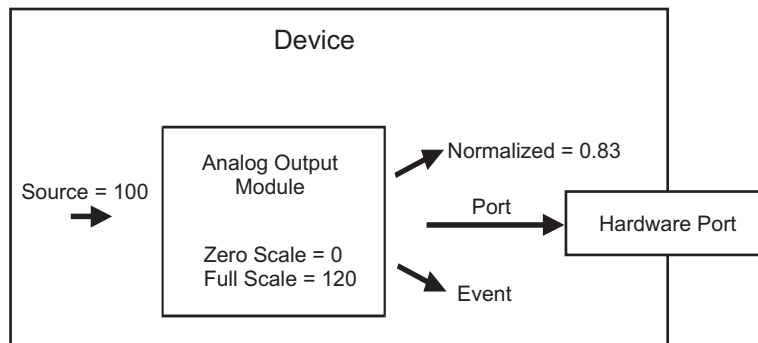 Device
Source = 100
Analog Output
Module
Zero Scale = 0
Full Scale = 120
Normalized = 0.83
Port
Hardware Port
Event